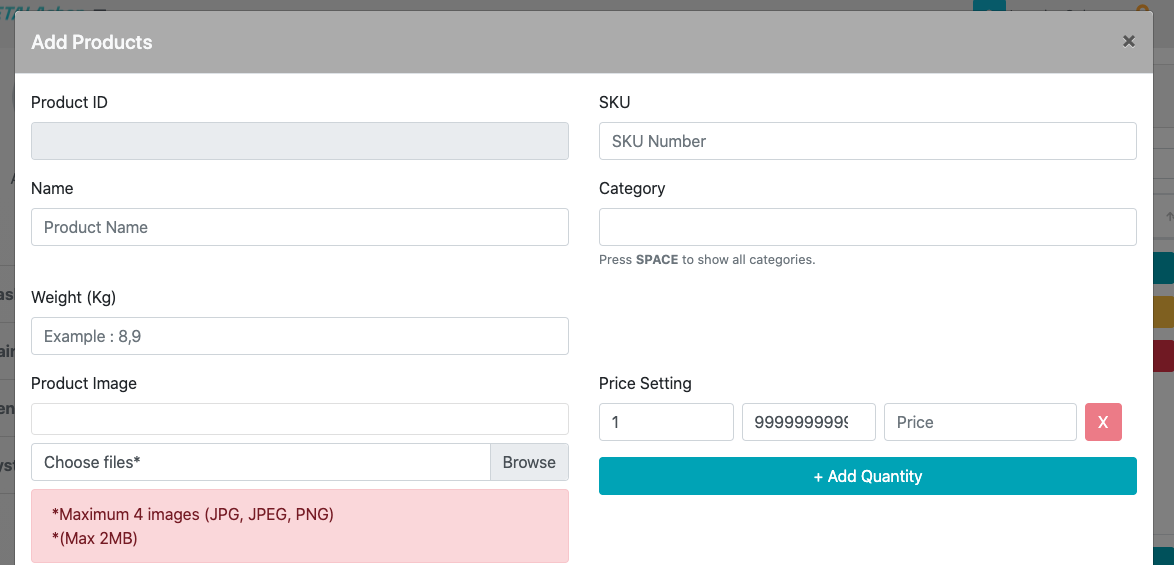 Add Products ×
Product ID
SKU
SKU Number
Name
Product Name
Category
Press SPACE to show all categories.
Weight (Kg)
Example : 8,9
Product Image
Choose files*
Browse
*Maximum 4 images (JPG, JPEG, PNG)
*(Max 2MB)
Price Setting
1
999999999
Price
X
+ Add Quantity